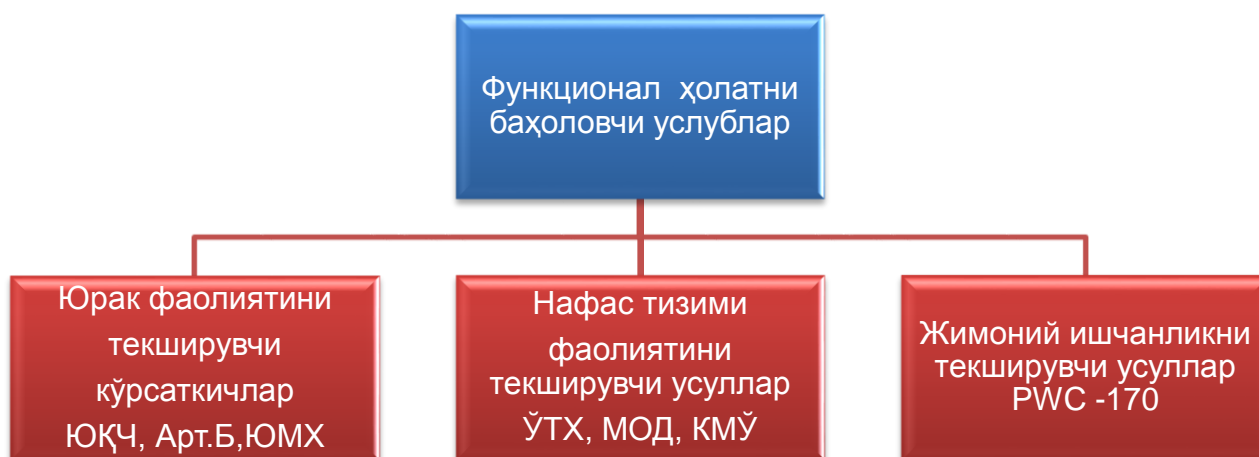 Функционал ҳолатни
баҳоловчи услублар
Юрак фаолиятини
текширувчи
кўрсаткичлар
ЮҚЧ, Арт.Б,ЮМХ
Нафас тизими
фаолиятини
текширувчи усуллар
ЎТХ, МОД, КМЎ
Жимоний ишчанликни
текширувчи усуллар
PWC -170